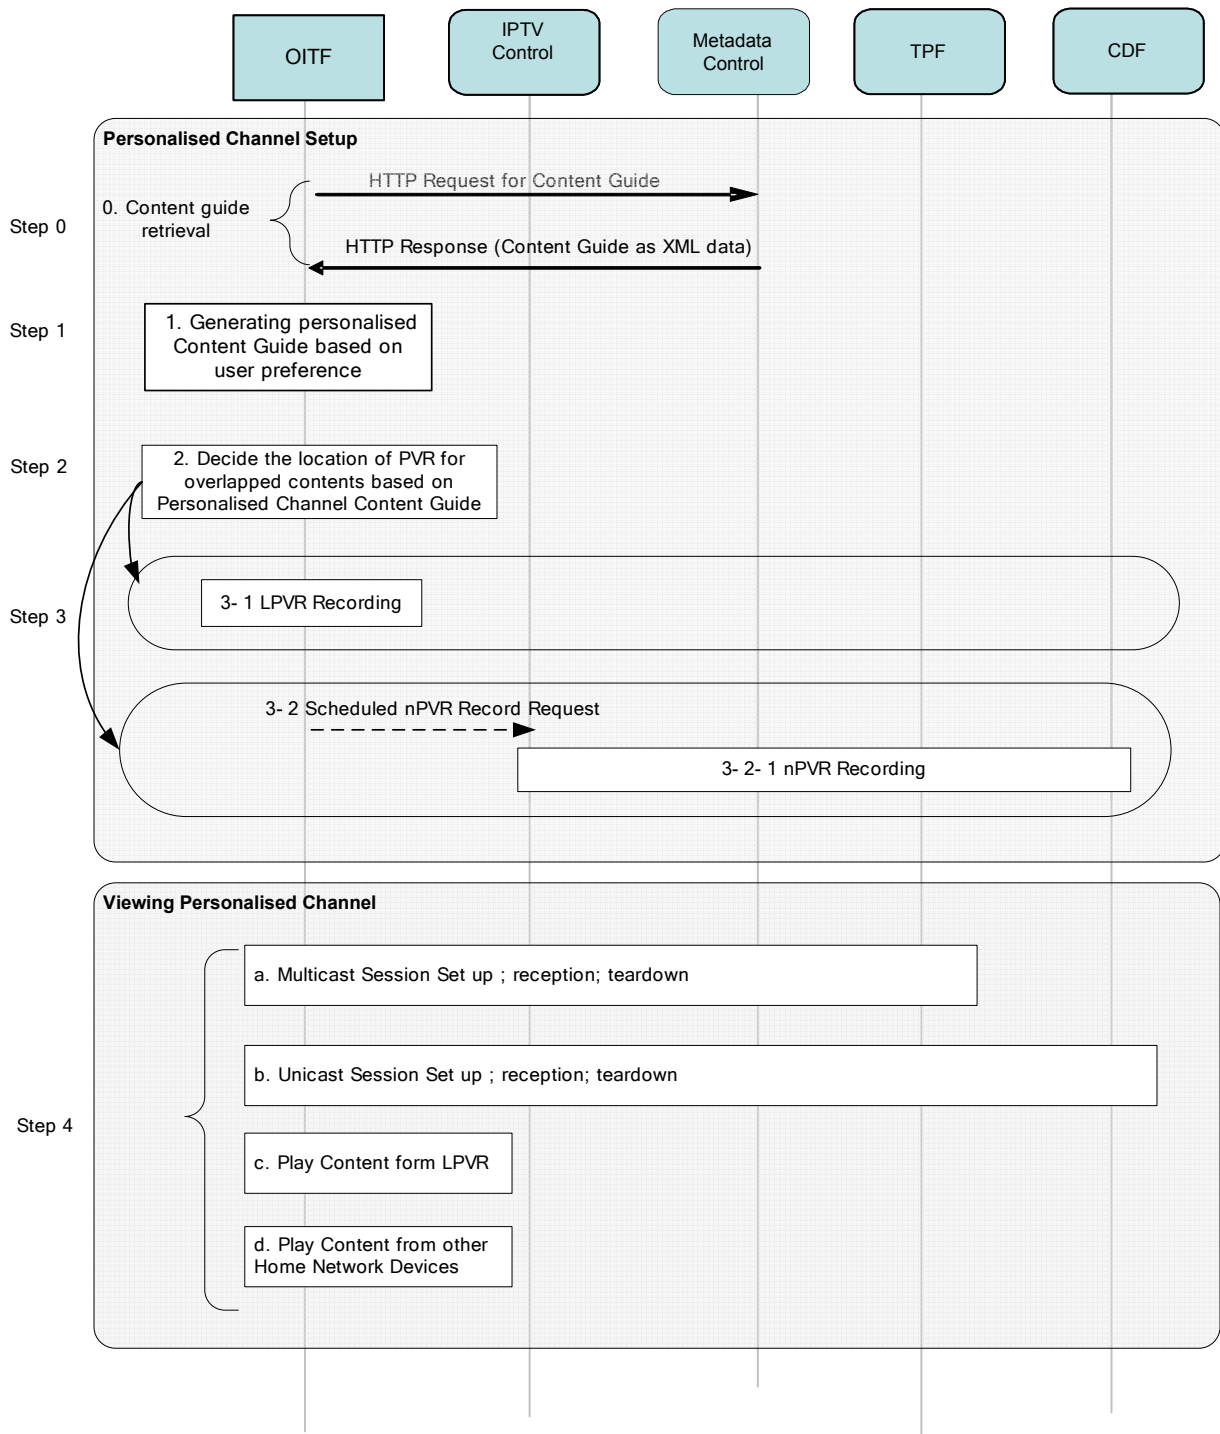 OITF
IPTV
Control
Metadata
Control
TPF
CDF
Personalised Channel Setup
HTTP Request for Content Guide
Step 0
0. Content guide
retrieval
HTTP Response (Content Guide as XML data)
Step 1
1. Generating personalised
Content Guide based on
user preference
Step 2
2. Decide the location of PVR for
overlapped contents based on
Personalised Channel Content Guide
Step 3
3- 1 LPVR Recording
3- 2 Scheduled nPVR Record Request
3- 2- 1 nPVR Recording
Viewing Personalised Channel
a. Multicast Session Set up ; reception; teardown
b. Unicast Session Set up ; reception; teardown
Step 4
c. Play Content form LPVR
d. Play Content from other
Home Network Devices